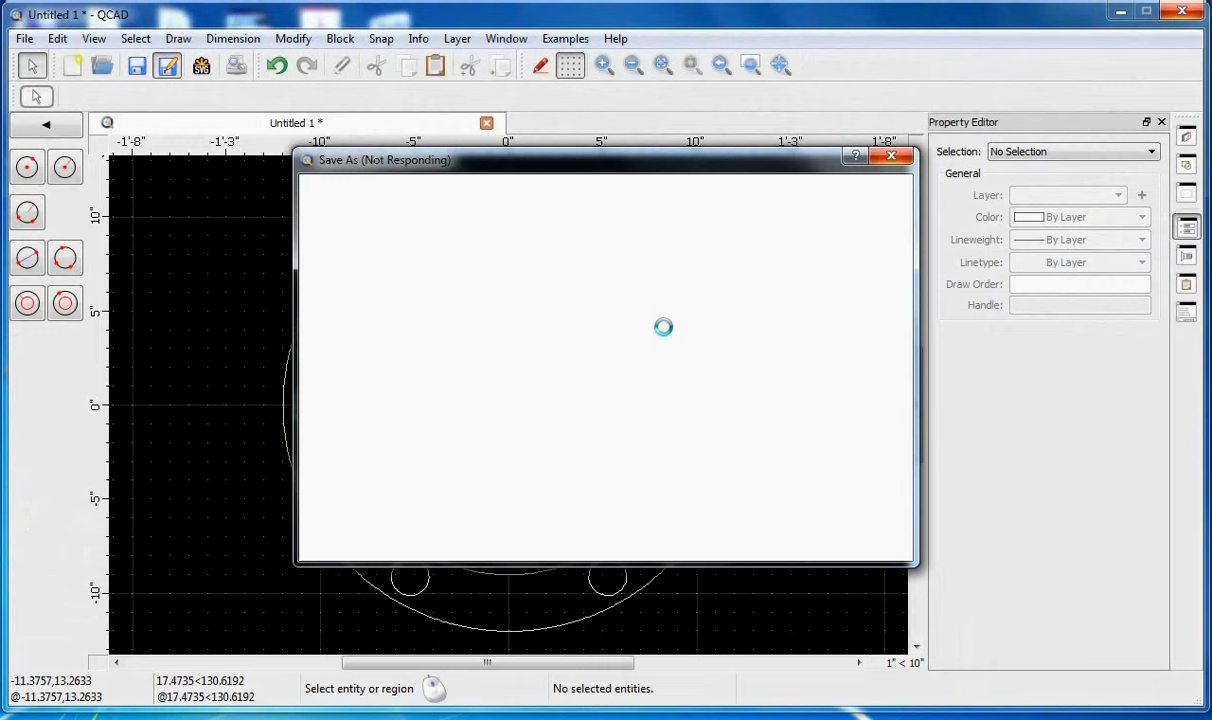 Untitled 1 * - QCAD
File Edit View Select Draw Dimension Modify Block Snap Info Layer Window Examples Help
SVG
Untitled 1 *
-1'-8" -1'-3" -10" -5" 0" 5" 10" 1'-3" 1'-8"
10"
5"
0"
-5"
-10"
Save As (Not Responding)
Property Editor
Selection: No Selection
General
Layer:
Color: By Layer
Lineweight: By Layer
Linetype: By Layer
Draw Order:
Handle:
1" < 10"
-11.3757,13.2633
@-11.3757,13.2633
17.4735<130.6192
@17.4735<130.6192
Select entity or region
No selected entities.